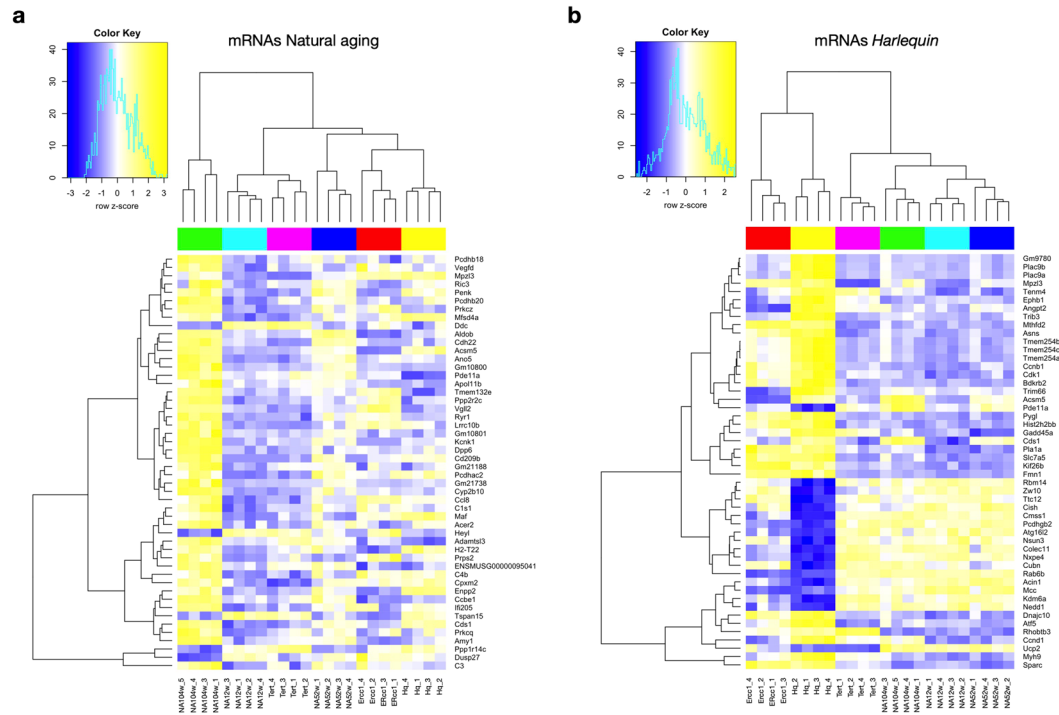 a
Color Key
mRNAs Natural aging
40
30
20
10
0
-3 -2 -1 0 1 2 3
row z-score
Pcdhb18
Vegfd
Mpzl3
Ric3
Penk
Pcdhb20
Prkcz
Mfsd4a
Ddc
Aldob
Cdh22
Acsm5
Ano5
Gm10800
Pde11a
Apol11b
Tmem132e
Ppp2r2c
Vgll2
Ryr1
Lrrc10b
Gm10801
Kcnk1
Dpp6
Cd209b
Gm21188
Pcdhac2
Gm21738
Cyp2b10
Ccl8
C1s1
Maf
Acer2
Heyl
Adamtsl3
H2-T22
Prps2
ENSMUSG00000095041
C4b
Cpxm2
Enpp2
Ccbe1
Ifi205
Tspan15
Cds1
Prkcq
Amy1
Ppp1r14c
Dusp27
C3
NA104w_5
NA104w_4
NA104w_3
NA104w_1
NA12w_3
NA12w_1
NA12w_2
NA12w_4
Tert_4
Tert_3
Tert_1
Tert_2
NA52w_1
NA52w_2
NA52w_3
NA52w_4
Ercc1_4
Ercc1_2
ERcc1_3
ERcc1_1
Hq_4
Hq_1
Hq_3
Hq_2
b
Color Key
mRNAs Harlequin
40
30
20
10
0
-2 -1 0 1 2
row z-score
Gm9780
Plac9b
Plac9a
Mpzl3
Tenm4
Ephb1
Angpt2
Trib3
Mthfd2
Asns
Tmem254b
Tmem254c
Tmem254a
Ccnb1
Cdk1
Bdkrb2
Trim66
Acsm5
Pde11a
Pygl
Hist2h2bb
Gadd45a
Cds1
Pla1a
Slc7a5
Kif26b
Fmn1
Rbm14
Zw10
Ttc12
Cish
Cmss1
Pcdhgb2
Atg16l2
Nsun3
Colec11
Nxpe4
Cubn
Rab6b
Acin1
Mcc
Kdm6a
Nedd1
Dnajc10
Atf5
Rhobtb3
Ccnd1
Ucp2
Myh9
Sparc
Ercc1_4
Ercc1_2
ERcc1_1
Ercc1_3
Hq_2
Hq_1
Hq_3
Hq_4
Tert_1
Tert_2
Tert_4
Tert_3
NA104w_3
NA104w_4
NA104w_5
NA104w_1
NA12w_4
NA12w_3
NA12w_2
NA12w_1
NA52w_4
NA52w_3
NA52w_1
NA52w_2